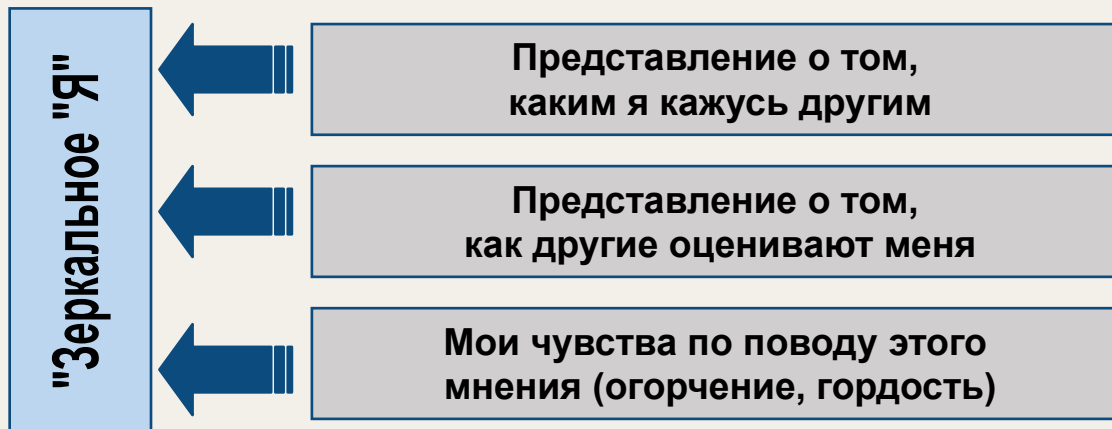 "Зеркальное "Я"
Представление о том,
каким я кажусь другим
Представление о том,
как другие оценивают меня
Мои чувства по поводу этого
мнения (огорчение, гордость)